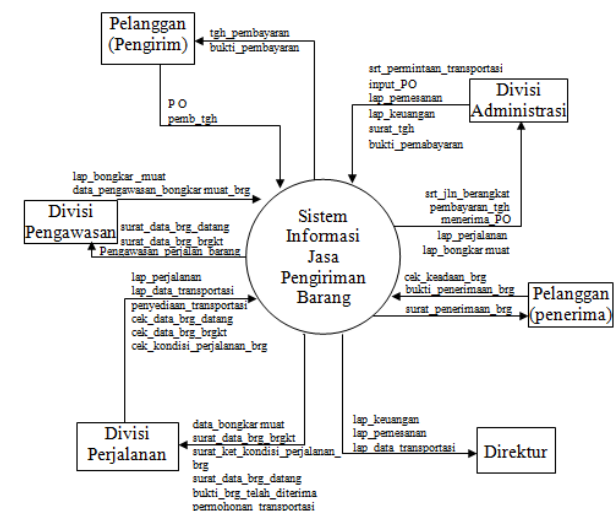 Pelanggan
(Pengirim)
tgh_pembayaran
bukti_pembayaran
P O
pemb_tgh
srt_permintaan_transportasi
input_PO
lap_pemesanan
lap_keuangan
surat_tgh
bukti_pemabayaran
Divisi
Administrasi
srt_jln_berangkat
pembayaran_tgh
menerima_PO
lap_perjalanan
lap_bongkar muat
lap_bongkar_muat
data_pengawasan_bongkar muat_brg
Divisi
Pengawasan
surat_data_brg_datang
surat_data_brg_brgkt
Pengawasan_perjalan_barang
Sistem
Informasi
Jasa
Pengiriman
Barang
cek_keadaan_brg
bukti_penerimaan_brg
surat_penerimaan_brg
Pelanggan
(penerima)
lap_perjalanan
lap_data_transportasi
penyediaan_transportasi
cek_data_brg_datang
cek_data_brg_brgkt
cek_kondisi_perjalanan_brg
Divisi
Perjalanan
data_bongkar muat
surat_data_brg_brgkt
surat_ket_kondisi_perjalanan_
brg
surat_data_brg_datang
bukti_brg_telah_diterima
permohonan_transportasi
lap_keuangan
lap_pemesanan
lap_data_transportasi
Direktur